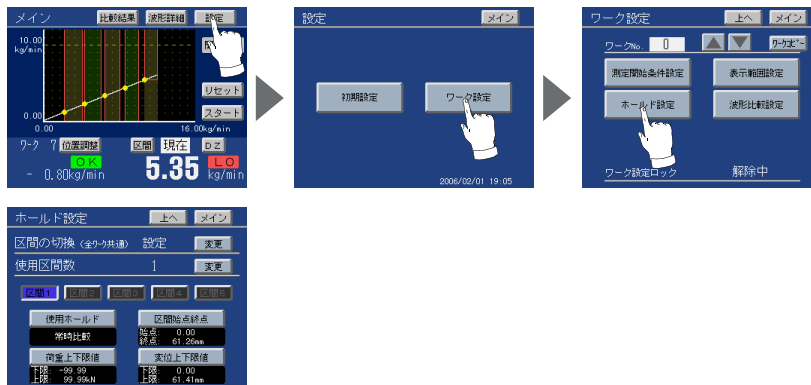 メイン 比較結果 波形詳細 設定
10.00
kg/min
リセット
0.00 スタート
0.00 16.00kg/min
ワーク 7 位置調整 区間 現在 DZ
OK LO
- 0.80kg/min 5.35 kg/min
設定 メイン
初期設定 ワーク設定
2006/02/01 19:05
ワーク設定 上へ メイン
ワークNo. 0 ワークコピー
測定開始条件設定 表示範囲設定
ホールド設定 波形比較設定
ワーク設定ロック 解除中
ホールド設定 上へ メイン
区間の切換 (全ワーク共通) 設定 変更
使用区間数 1 変更
区間1 区間2 区間3 区間4 区間5
使用ホールド 区間始点終点
常時比較 始点: 0.00
終点: 61.26mm
荷重上下限値 変位上下限値
下限: -99.99 下限: 0.00
上限: 99.99kN 上限: 61.41mm